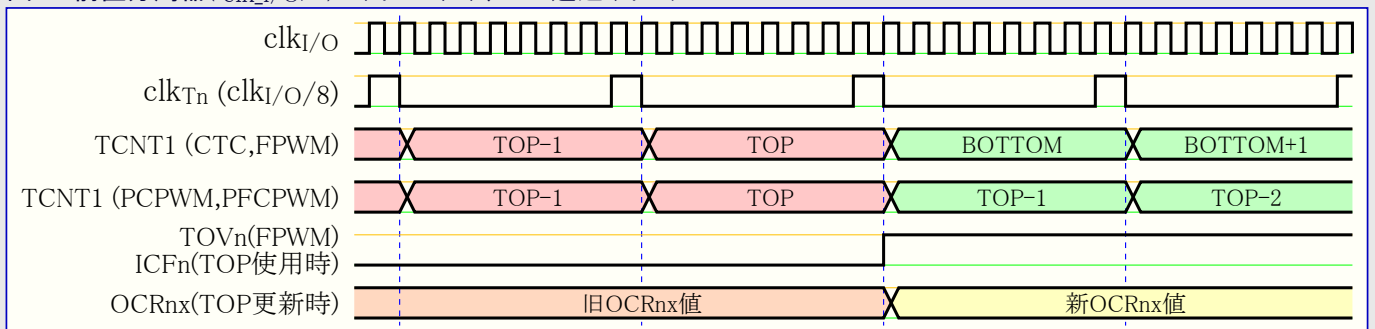 clkI/O
clkTn (clkI/O/8)
TCNT1 (CTC,FPWM) TOP-1 TOP BOTTOM BOTTOM+1
TCNT1 (PCPWM,PFCPWM) TOP-1 TOP TOP-1 TOP-2
TOVn(FPWM)
ICFn(TOP使用時)
OCRnx(TOP更新時) 旧OCRnx値 新OCRnx値